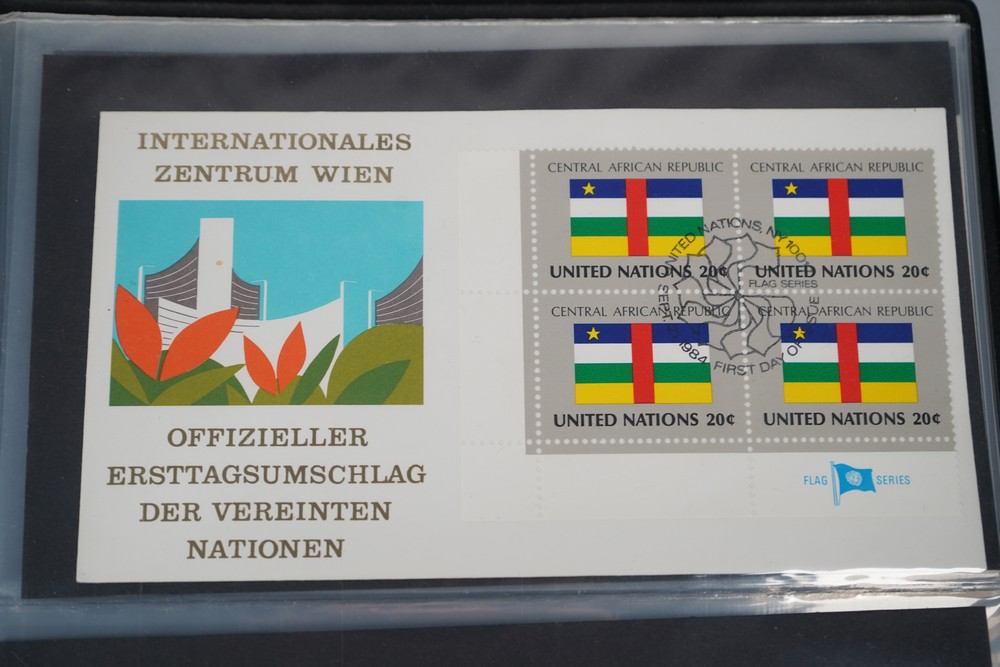 INTERNATIONALES
ZENTRUM WIEN
OFFIZIELLER
ERSTTAGSUMSCHLAG
DER VEREINTEN
NATIONEN
CENTRAL AFRICAN REPUBLIC
UNITED NATIONS 20¢
CENTRAL AFRICAN REPUBLIC
UNITED NATIONS 20¢
CENTRAL AFRICAN REPUBLIC
UNITED NATIONS 20¢
CENTRAL AFRICAN REPUBLIC
UNITED NATIONS 20¢
UNITED NATIONS, NY
FLAG SERIES
SEPT. 1984 FIRST DAY OF ISSUE
FLAG SERIES